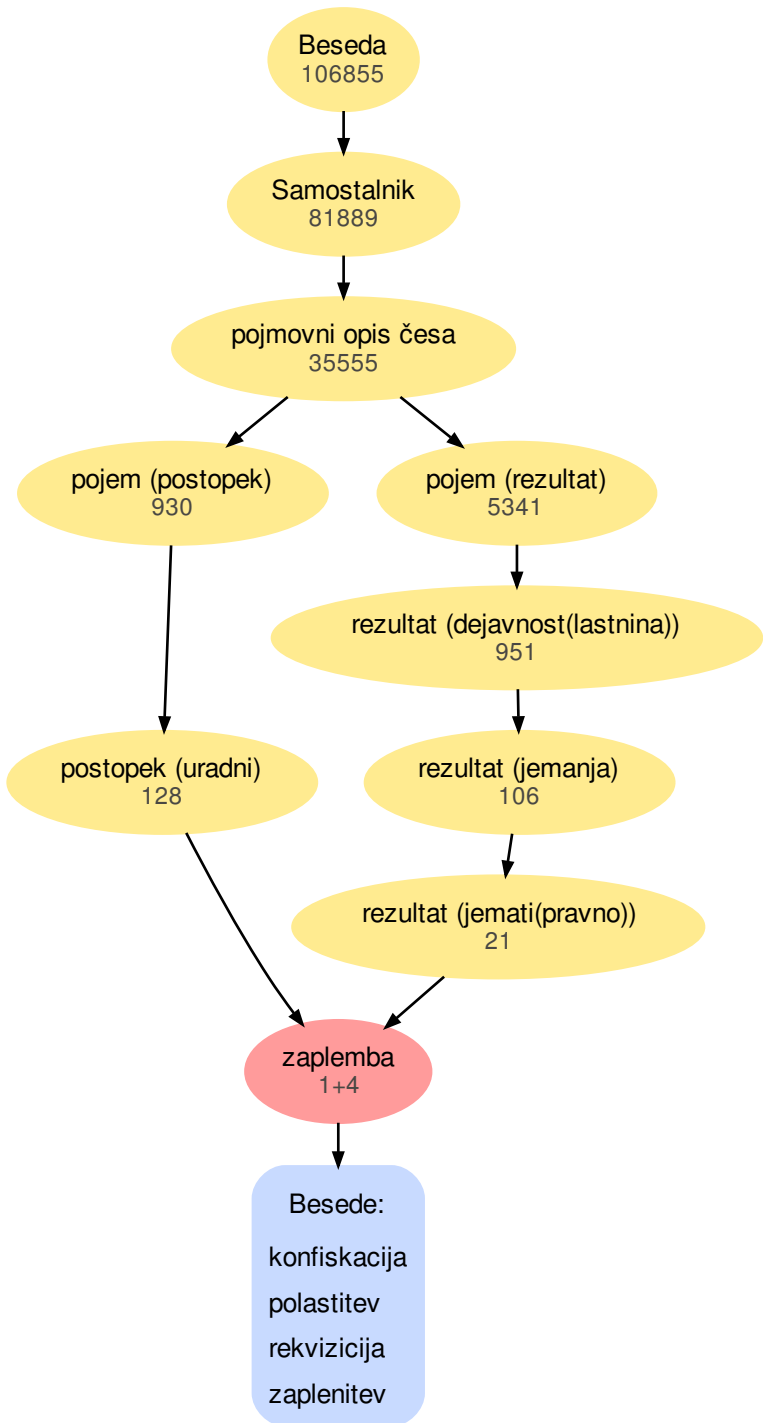 Beseda
106855
Samostalnik
81889
pojmovni opis česa
35555
pojem (postopek)
930
pojem (rezultat)
5341
rezultat (dejavnost(lastnina))
951
postopek (uradni)
128
rezultat (jemanja)
106
rezultat (jemati(pravno))
21
zaplemba
1+4
Besede:
konfiskacija
polastitev
rekvizicija
zaplenitev